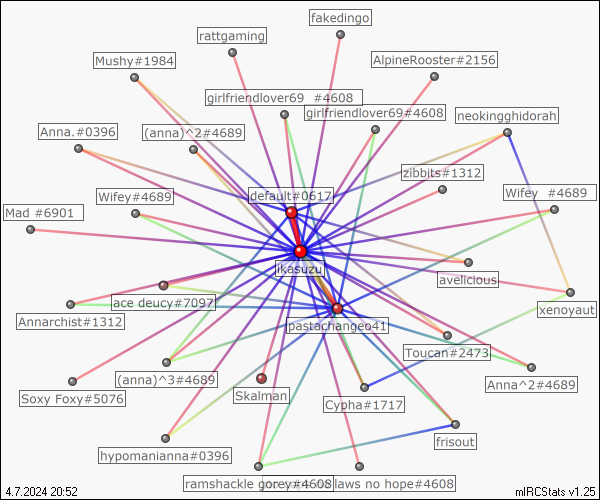 fakedingo
rattgaming
Mushy#1984
AlpineRooster#2156
girlfriendlover69 #4608
girlfriendlover69#4608
neokingghidorah
Anna.#0396
(anna)^2#4689
zibbits#1312
Wifey#4689
default#0617
Wifey #4689
Mad #6901
ikasuzu
avelicious
ace deucy#7097
xenoyaut
Annarchist#1312
pastachangeo41
Toucan#2473
(anna)^3#4689
Anna^2#4689
Soxy Foxy#5076
Skalman
Cypha#1717
frisout
hypomanianna#0396
ramshackle #4608
laws no hope#4608
4.7.2024 20:52
mIRCStats v1.25